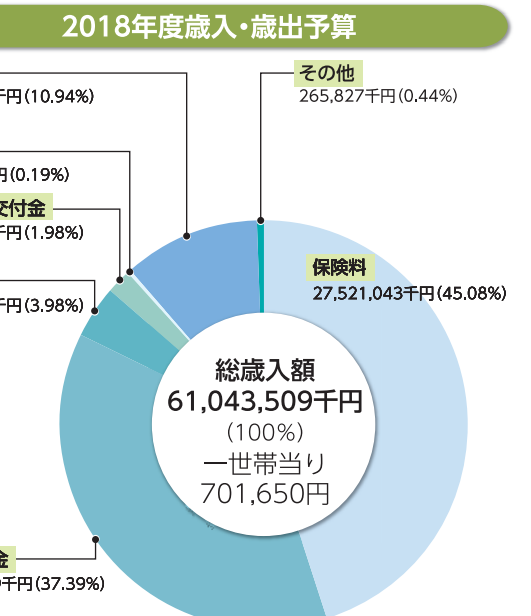 2018年度歳入・歳出予算
その他
265,827千円(0.44%)
千円(10.94%)
円(0.19%)
交付金
千円(1.98%)
千円(3.98%)
保険料
27,521,043千円(45.08%)
総歳入額
61,043,509千円
(100%)
一世帯当り
701,650円
金
千円(37.39%)